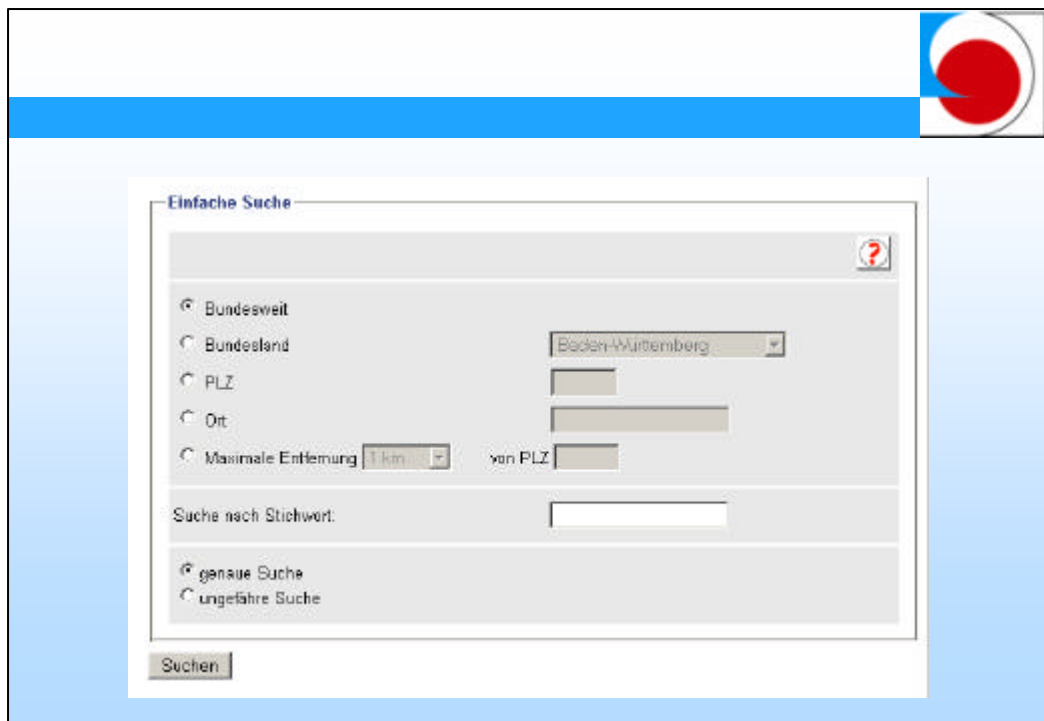 Einfache Suche
?
Bundesweit
Bundesland Baden-Württemberg
PLZ
Ort
Maximale Entfernung 1 km von PLZ
Suche nach Stichwort:
genaue Suche
ungefähre Suche
Suchen